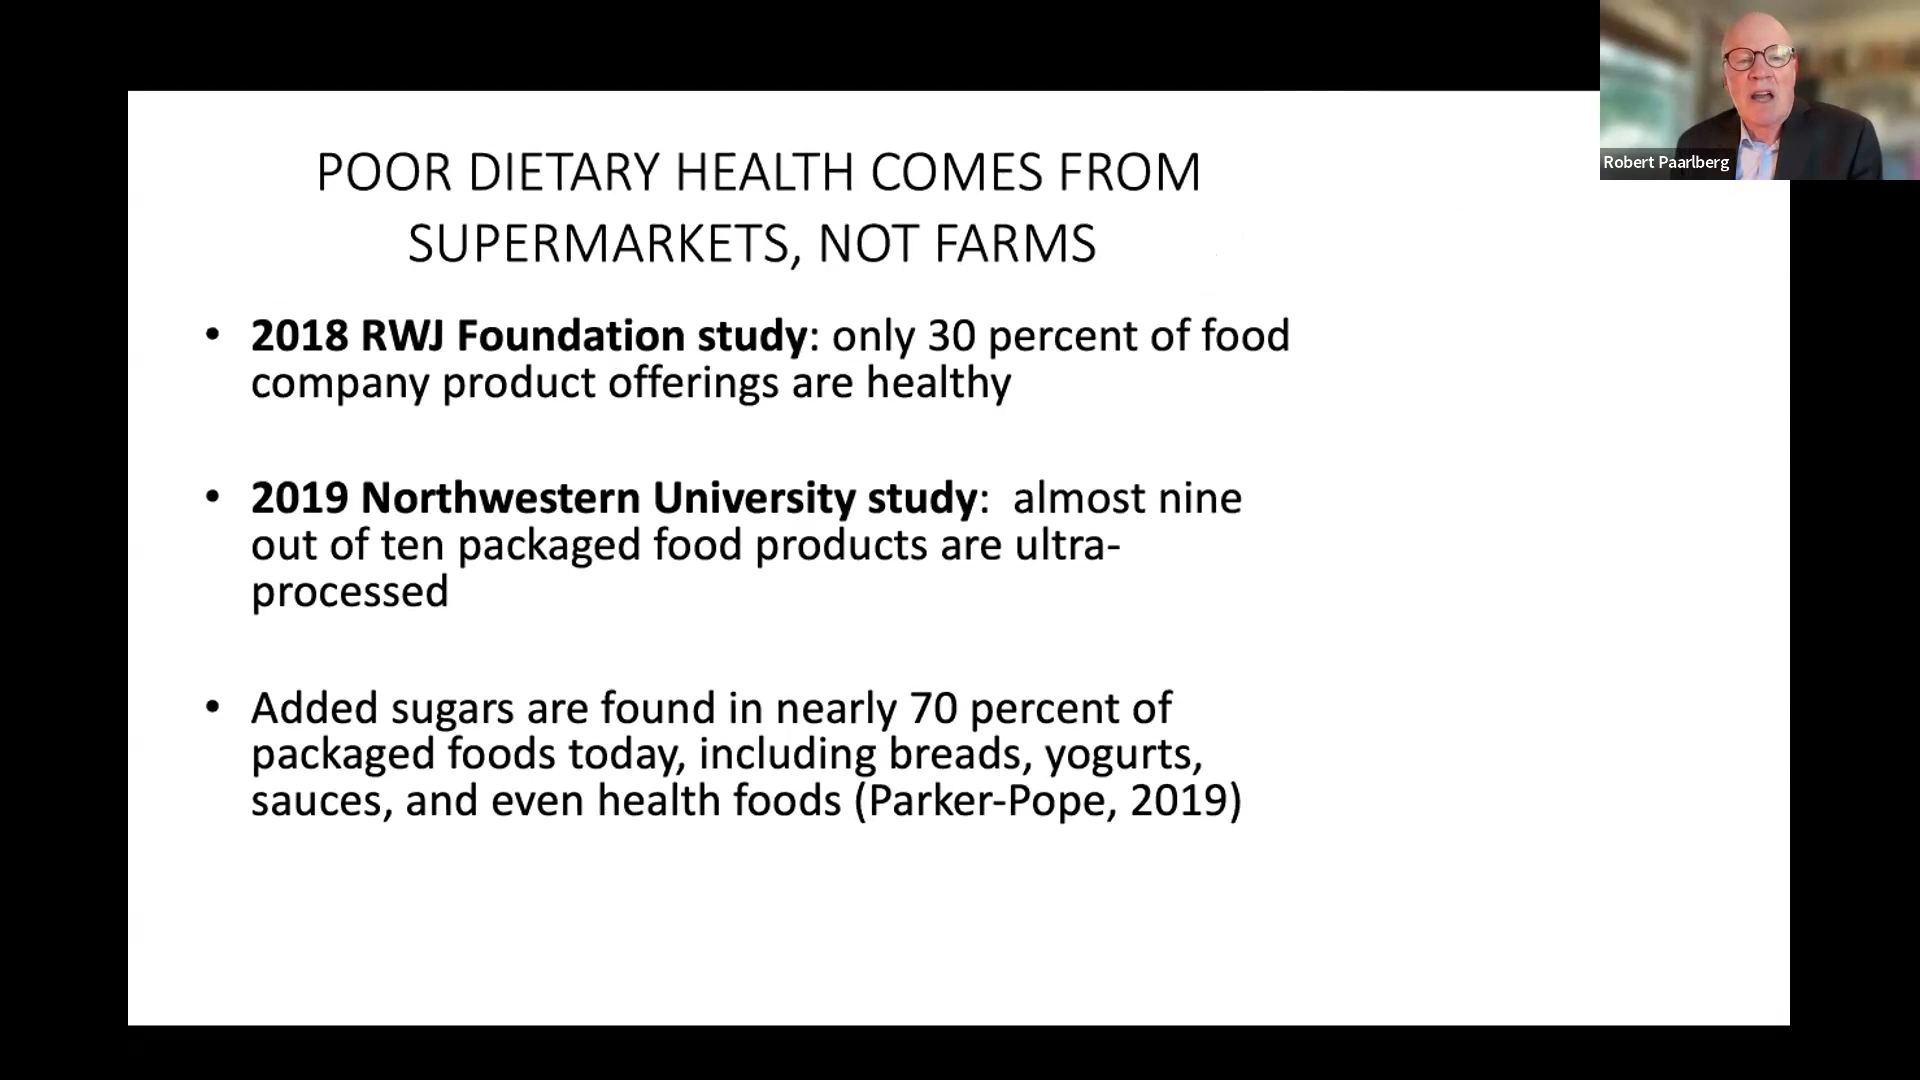 POOR DIETARY HEALTH COMES FROM
SUPERMARKETS, NOT FARMS
• 2018 RWJ Foundation study: only 30 percent of food
company product offerings are healthy
• 2019 Northwestern University study:  almost nine
out of ten packaged food products are ultra-
processed
• Added sugars are found in nearly 70 percent of
packaged foods today, including breads, yogurts,
sauces, and even health foods (Parker-Pope, 2019)
Robert Paarlberg